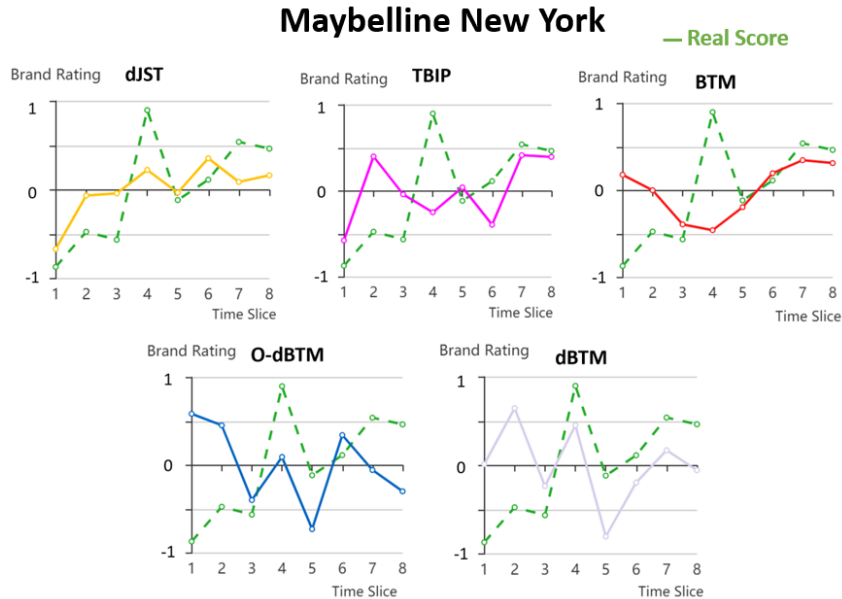 Maybelline New York
— Real Score
Brand Rating dJST
1
0
-1
1 2 3 4 5 6 7 8
Time Slice
Brand Rating TBIP
1
0
-1
1 2 3 4 5 6 7 8
Time Slice
Brand Rating BTM
1
0
-1
1 2 3 4 5 6 7 8
Time Slice
Brand Rating O-dBTM
1
0
-1
1 2 3 4 5 6 7 8
Time Slice
Brand Rating dBTM
1
0
-1
1 2 3 4 5 6 7 8
Time Slice